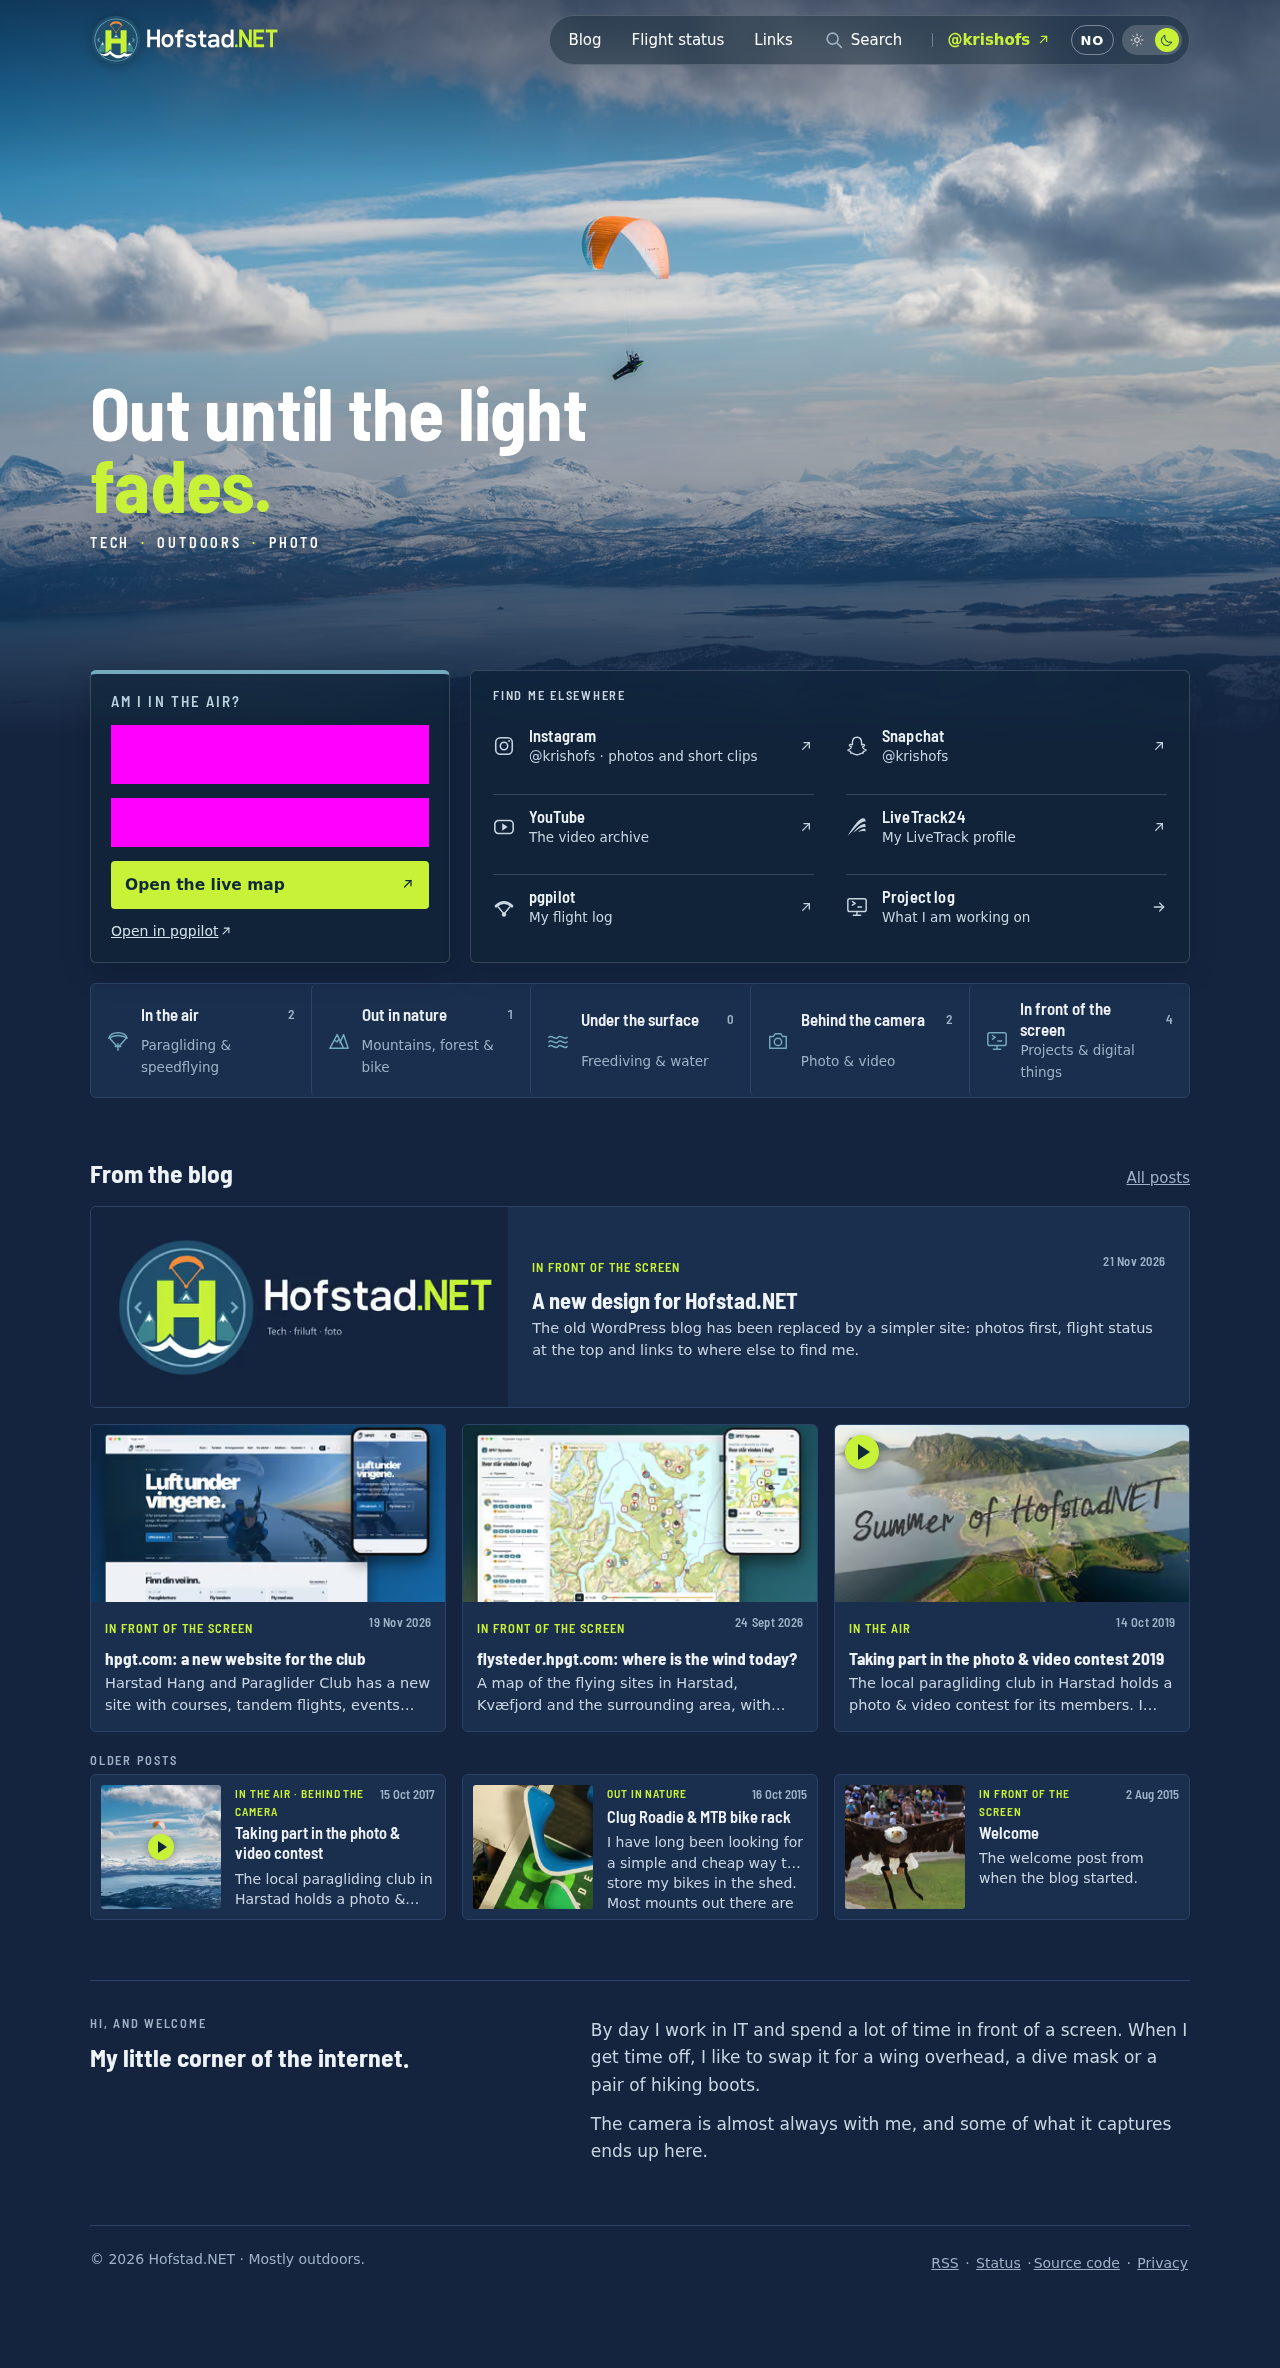 Hofstad.NET
Blog
Flight status
Links
Search
@krishofs ↗
NO
Out until the light
fades.
TECH · OUTDOORS · PHOTO
AM I IN THE AIR?
Open the live map ↗
Open in pgpilot ↗
FIND ME ELSEWHERE
Instagram
@krishofs · photos and short clips
Snapchat
@krishofs
YouTube
The video archive
LiveTrack24
My LiveTrack profile
pgpilot
My flight log
Project log
What I am working on
In the air 2
Paragliding &
speedflying
Out in nature 1
Mountains, forest &
bike
Under the surface 0
Freediving & water
Behind the camera 2
Photo & video
In front of the
screen 4
Projects & digital
things
From the blog
All posts
Hofstad.NET
Tech · friluft · foto
IN FRONT OF THE SCREEN
21 Nov 2026
A new design for Hofstad.NET
The old WordPress blog has been replaced by a simpler site: photos first, flight status
at the top and links to where else to find me.
Luft under
vingene.
Finn din vei inn.
Luft under
vingene.
IN FRONT OF THE SCREEN
19 Nov 2026
hpgt.com: a new website for the club
Harstad Hang and Paraglider Club has a new
site with courses, tandem flights, events...
IN FRONT OF THE SCREEN
24 Sept 2026
flysteder.hpgt.com: where is the wind today?
A map of the flying sites in Harstad,
Kvæfjord and the surrounding area, with...
Summer of HofstadNET
IN THE AIR
14 Oct 2019
Taking part in the photo & video contest 2019
The local paragliding club in Harstad holds a
photo & video contest for its members. I...
OLDER POSTS
IN THE AIR · BEHIND THE
CAMERA
15 Oct 2017
Taking part in the photo &
video contest
The local paragliding club in
Harstad holds a photo &...
OUT IN NATURE
16 Oct 2015
Clug Roadie & MTB bike rack
I have long been looking for
a simple and cheap way t...
store my bikes in the shed.
Most mounts out there are
IN FRONT OF THE
SCREEN
2 Aug 2015
Welcome
The welcome post from
when the blog started.
HI, AND WELCOME
My little corner of the internet.
By day I work in IT and spend a lot of time in front of a screen. When I
get time off, I like to swap it for a wing overhead, a dive mask or a
pair of hiking boots.
The camera is almost always with me, and some of what it captures
ends up here.
© 2026 Hofstad.NET · Mostly outdoors.
RSS · Status · Source code · Privacy